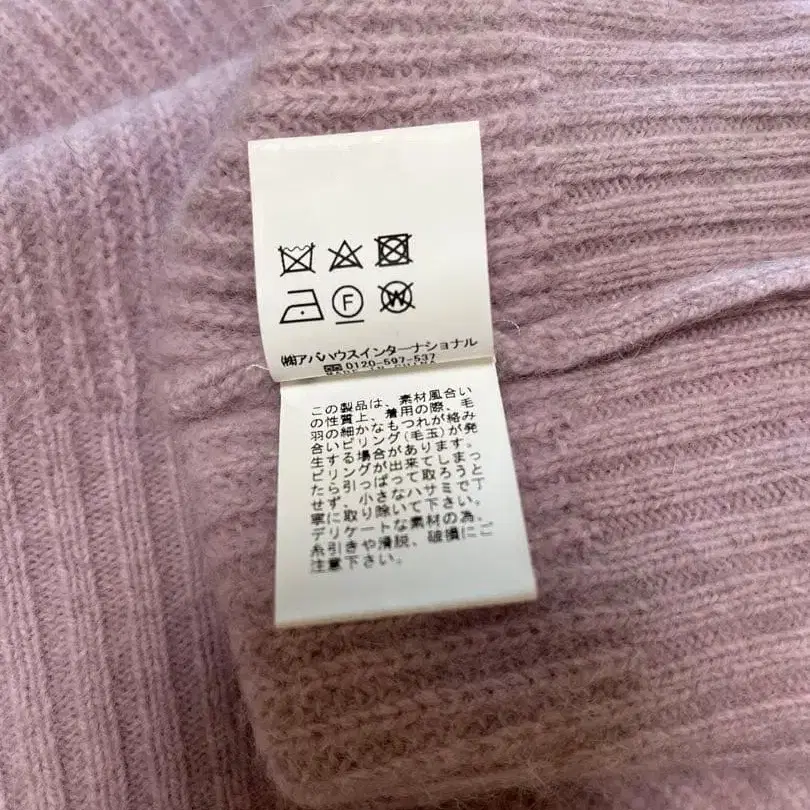 F
W
㈱アバハウスインターナショナル
0120-597-537
MADE IN CHINA
この製品は、素材風合い
の性質上、着用の際、毛
羽の細かなもつれが絡み
合いピリング(毛玉)が発
生する場合があります。
ピリングが出来てしまっ
たら引っぱって取ろうと
せず、小さなハサミで丁
寧に取り除いて下さい。
デリケートな素材の為、
糸引きや滑脱、破損にご
注意下さい。